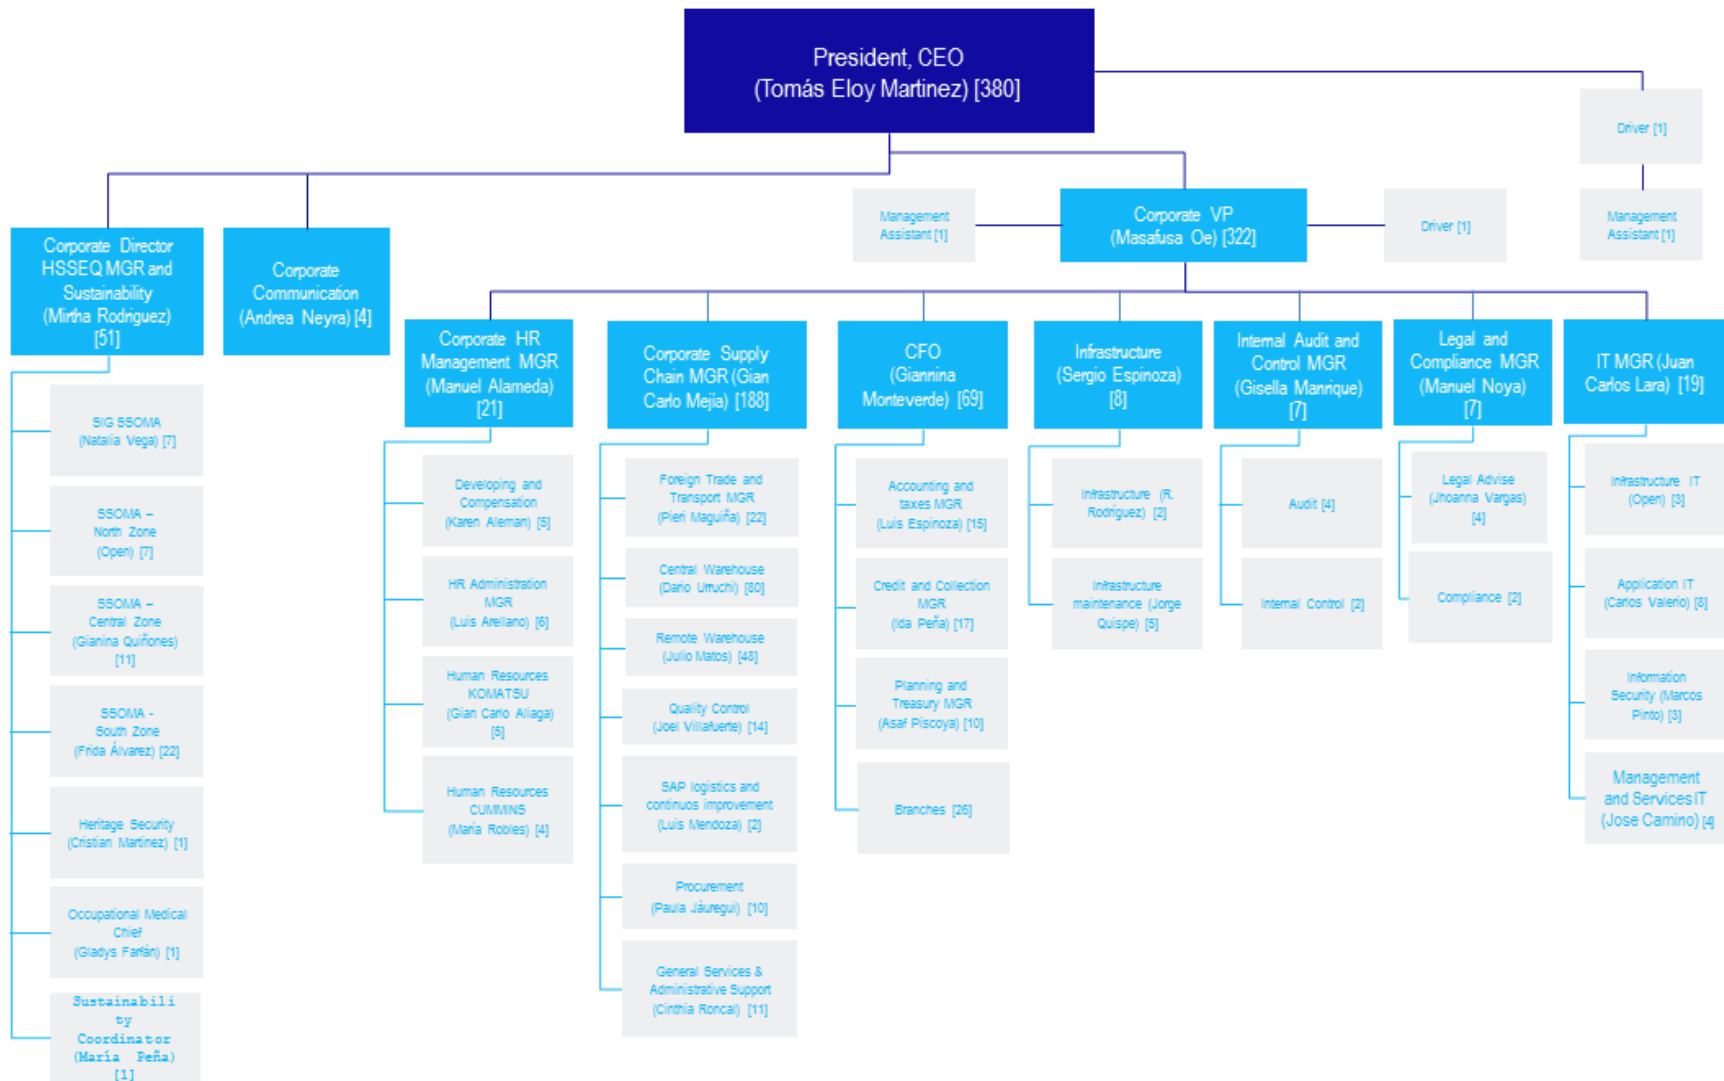 President, CEO
(Tomás Eloy Martinez) [380]
Driver [1]
Management
Assistant [1]
Corporate VP
(Masafusa Oe) [322]
Management
Assistant [1]
Driver [1]
Corporate Director
HSSEQ MGR and
Sustainability
(Mirtha Rodriguez)
[51]
Corporate
Communication
(Andrea Neyra) [4]
Corporate HR
Management MGR
(Manuel Alameda)
[21]
Corporate Supply
Chain MGR (Gian
Carlo Mejia) [188]
CFO
(Giannina
Monteverde) [69]
Infrastructure
(Sergio Espinoza)
[8]
Internal Audit and
Control MGR
(Gisella Manrique)
[7]
Legal and
Compliance MGR
(Manuel Noya)
[7]
IT MGR (Juan
Carlos Lara) [19]
SIG SSOMA
(Natalia Vega) [7]
SSOMA –
North Zone
(Open) [7]
SSOMA –
Central Zone
(Gianina Quiñones)
[11]
SSOMA -
South Zone
(Frida Álvarez) [22]
Heritage Security
(Cristian Martinez) [1]
Occupational Medical
Chief
(Gladys Farfán) [1]
Sustainabili
ty
Coordinator
(María Peña)
[1]
Developing and
Compensation
(Karen Aleman) [5]
HR Administration
MGR
(Luis Arellano) [6]
Human Resources
KOMATSU
(Gian Carlo Aliaga)
[5]
Human Resources
CUMMINS
(María Robles) [4]
Foreign Trade and
Transport MGR
(Pieri Maguiña) [22]
Central Warehouse
(Dario Urruchi) [80]
Remote Warehouse
(Julio Matos) [48]
Quality Control
(Joel Villafuerte) [14]
SAP logistics and
continuos improvement
(Luis Mendoza) [2]
Procurement
(Paula Jáuregui) [10]
General Services &
Administrative Support
(Cinthia Roncal) [11]
Accounting and
taxes MGR
(Luis Espinoza) [15]
Credit and Collection
MGR
(Ida Peña) [17]
Planning and
Treasury MGR
(Asaf Piscoya) [10]
Branches [26]
Infrastructure (R.
Rodríguez) [2]
Infrastructure
maintenance (Jorge
Quispe) [5]
Audit [4]
Internal Control [2]
Legal Advise
(Jhoanna Vargas)
[4]
Compliance [2]
Infrastructure IT
(Open) [3]
Application IT
(Carlos Valerio) [8]
Information
Security (Marcos
Pinto) [3]
Management
and Services IT
(Jose Camino) [4]